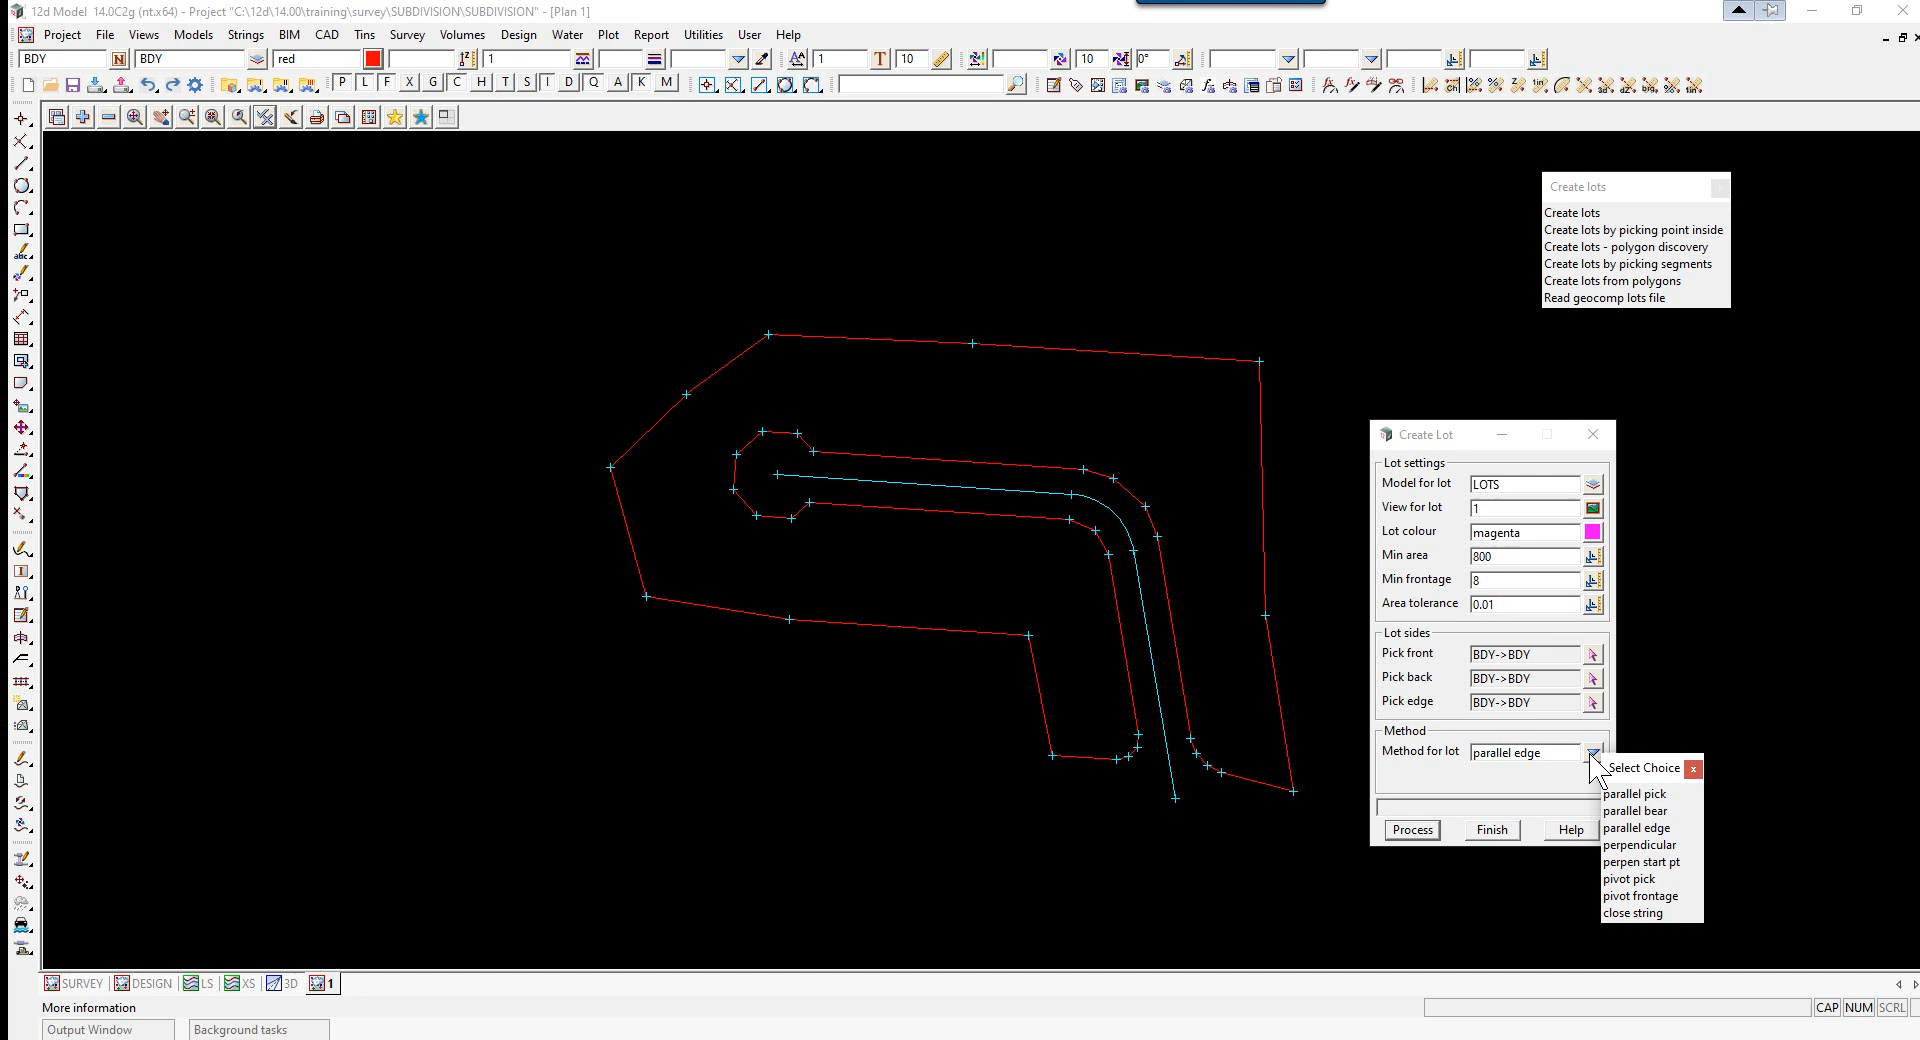 12d Model 14.0C2g (nt.x64) - Project "C:\12d\14.00\training\survey\SUBDIVISION\SUBDIVISION" - [Plan 1]
Project File Views Models Strings BIM CAD Tins Survey Volumes Design Water Plot Report Utilities User Help
BDY N BDY red 1 1 T 10 10 0°
P L F X G C H T S I D Q A K M
Create lots
Create lots
Create lots by picking point inside
Create lots - polygon discovery
Create lots by picking segments
Create lots from polygons
Read geocomp lots file
Create Lot
Lot settings
Model for lot LOTS
View for lot 1
Lot colour magenta
Min area 800
Min frontage 8
Area tolerance 0.01
Lot sides
Pick front BDY->BDY
Pick back BDY->BDY
Pick edge BDY->BDY
Method
Method for lot parallel edge
Process Finish Help
Select Choice x
parallel pick
parallel bear
parallel edge
perpendicular
perpen start pt
pivot pick
pivot frontage
close string
SURVEY DESIGN LS XS 3D 1
More information
CAP NUM SCRL
Output Window Background tasks